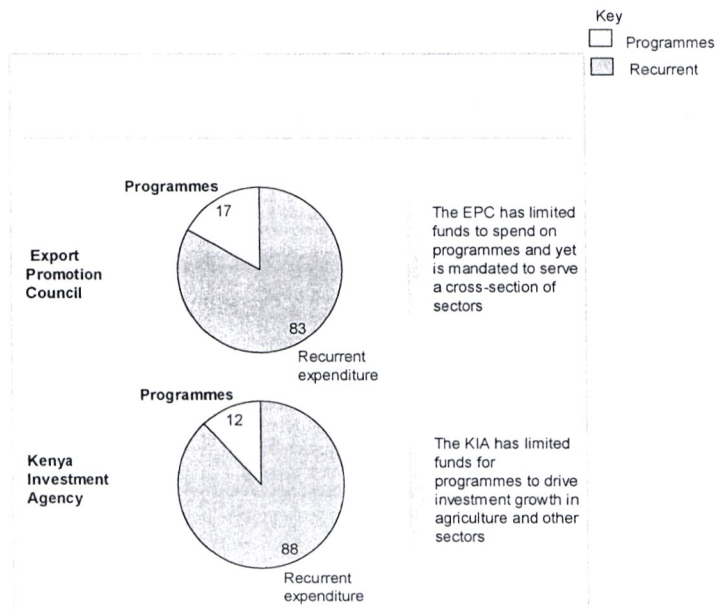 Key
Programmes
Recurrent
Programmes
17
Export
Promotion
Council
83
Recurrent
expenditure
The EPC has limited
funds to spend on
programmes and yet
is mandated to serve
a cross-section of
sectors
Programmes
12
Kenya
Investment
Agency
88
Recurrent
expenditure
The KIA has limited
funds for
programmes to drive
investment growth in
agriculture and other
sectors